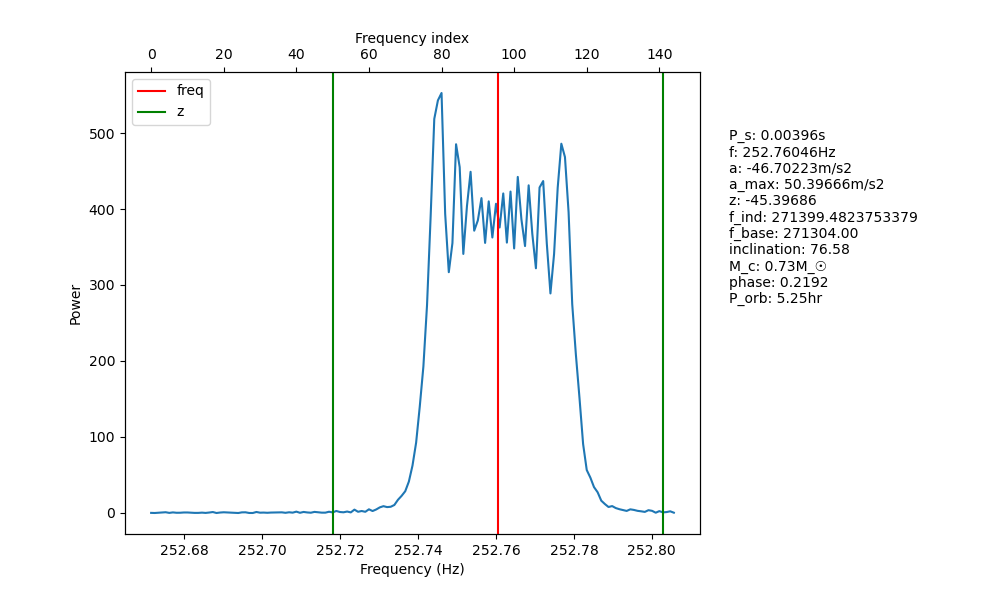 Frequency index
0 20 40 60 80 100 120 140
freq
z
500
400
300
200
100
0
Power
252.68 252.70 252.72 252.74 252.76 252.78 252.80
Frequency (Hz)
P_s: 0.00396s
f: 252.76046Hz
a: -46.70223m/s2
a_max: 50.39666m/s2
z: -45.39686
f_ind: 271399.4823753379
f_base: 271304.00
inclination: 76.58
M_c: 0.73M_☉
phase: 0.2192
P_orb: 5.25hr